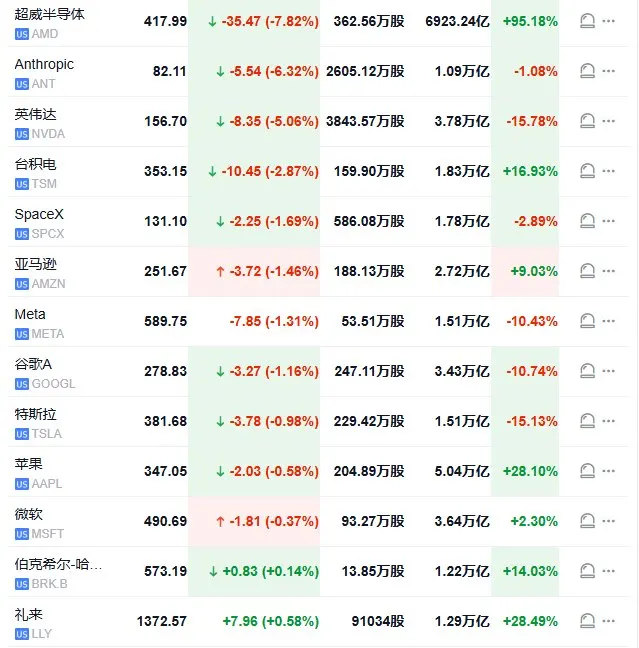 超威半导体 417.99 ↓ -35.47 (-7.82%) 362.56万股 6923.24亿 +95.18%
US AMD
Anthropic 82.11 ↓ -5.54 (-6.32%) 2605.12万股 1.09万亿 -1.08%
US ANT
英伟达 156.70 ↓ -8.35 (-5.06%) 3843.57万股 3.78万亿 -15.78%
US NVDA
台积电 353.15 ↓ -10.45 (-2.87%) 159.90万股 1.83万亿 +16.93%
US TSM
SpaceX 131.10 ↓ -2.25 (-1.69%) 586.08万股 1.78万亿 -2.89%
US SPCX
亚马逊 251.67 ↑ -3.72 (-1.46%) 188.13万股 2.72万亿 +9.03%
US AMZN
Meta 589.75 -7.85 (-1.31%) 53.51万股 1.51万亿 -10.43%
US META
谷歌A 278.83 ↓ -3.27 (-1.16%) 247.11万股 3.43万亿 -10.74%
US GOOGL
特斯拉 381.68 ↓ -3.78 (-0.98%) 229.42万股 1.51万亿 -15.13%
US TSLA
苹果 347.05 ↓ -2.03 (-0.58%) 204.89万股 5.04万亿 +28.10%
US AAPL
微软 490.69 ↑ -1.81 (-0.37%) 93.27万股 3.64万亿 +2.30%
US MSFT
伯克希尔-哈... 573.19 ↓ +0.83 (+0.14%) 13.85万股 1.22万亿 +14.03%
US BRK.B
礼来 1372.57 +7.96 (+0.58%) 91034股 1.29万亿 +28.49%
US LLY